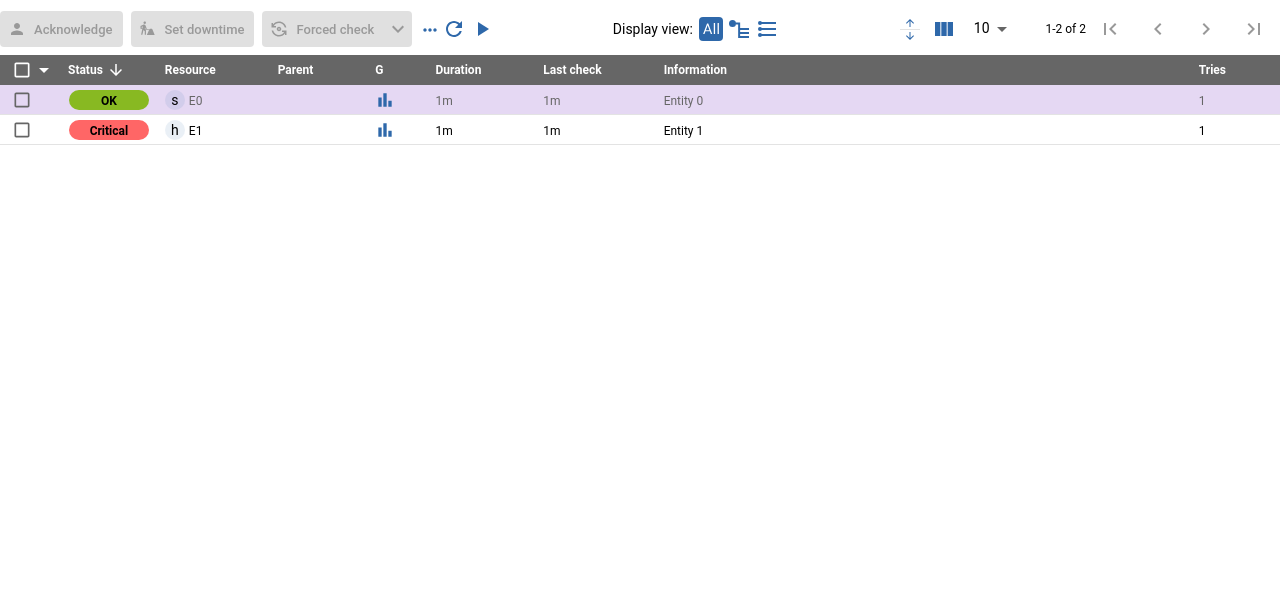 Acknowledge Set downtime Forced check Display view: All 10 1-2 of 2
Status Resource Parent G Duration Last check Information Tries
OK s E0 1m 1m Entity 0 1
Critical h E1 1m 1m Entity 1 1